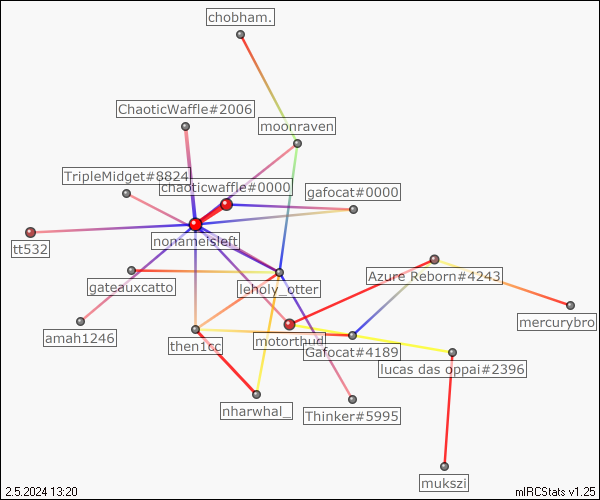 chobham.
ChaoticWaffle#2006
moonraven
TripleMidget#8824
chaoticwaffle#0000
gafocat#0000
nonameisleft
tt532
Azure Reborn#4243
gateauxcatto
leholy_otter
mercurybro
amah1246
then1cc
motorthud
Gafocat#4189
lucas das oppai#2396
nharwhal_
Thinker#5995
mukszi
2.5.2024 13:20
mIRCStats v1.25